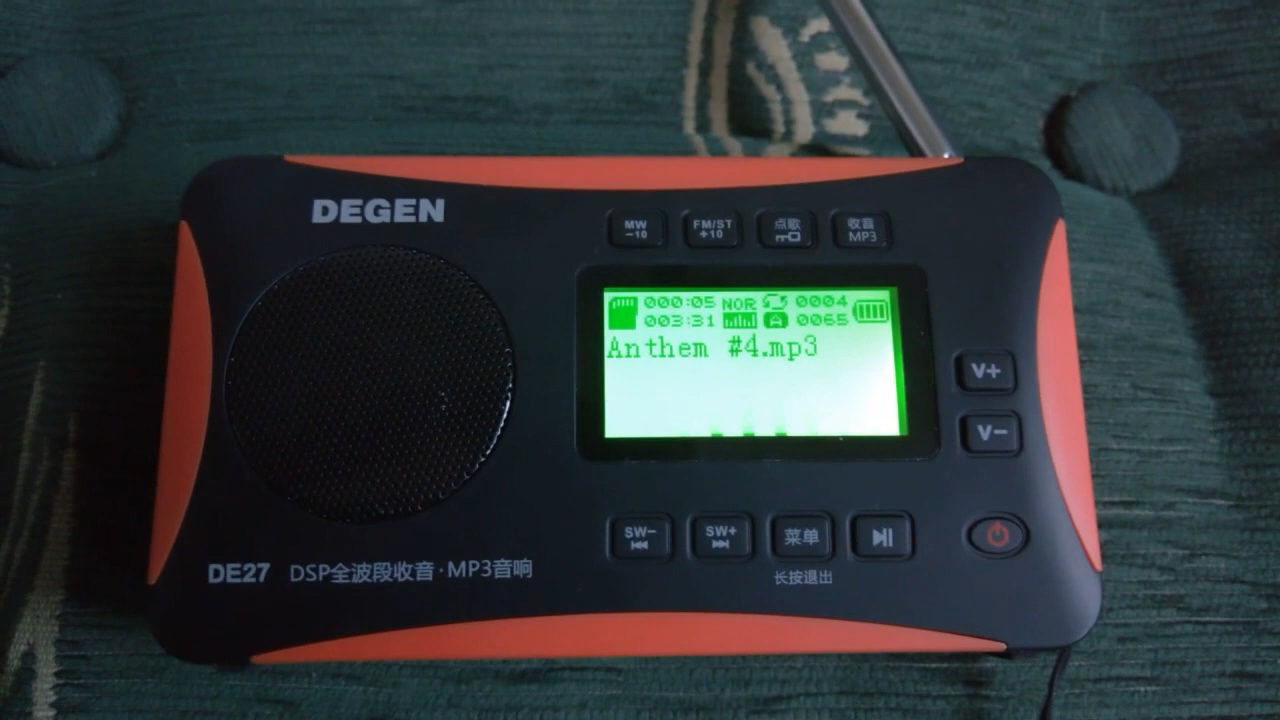 DEGEN
MW
-10
FM/ST
+10
点歌
收音
MP3
000:05 NOR 0004
003:31 A 0065
Anthem #4.mp3
V+
V-
SW-
SW+
菜单
长按退出
DE27 DSP全波段收音·MP3音响